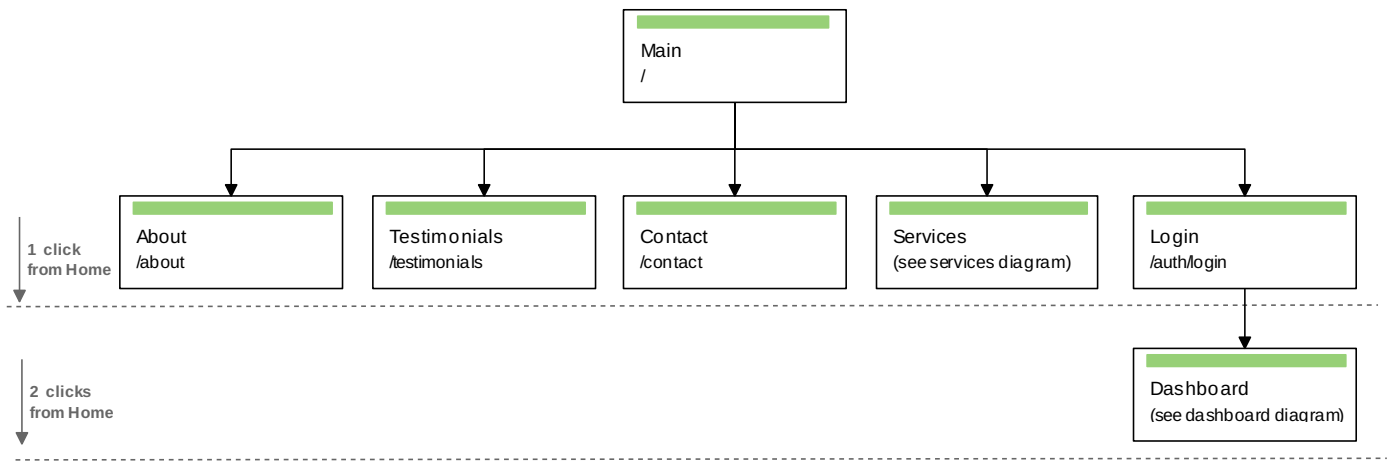 Main
/
About
/about
Testimonials
/testimonials
Contact
/contact
Services
(see services diagram)
Login
/auth/login
1 click
from Home
Dashboard
(see dashboard diagram)
2 clicks
from Home